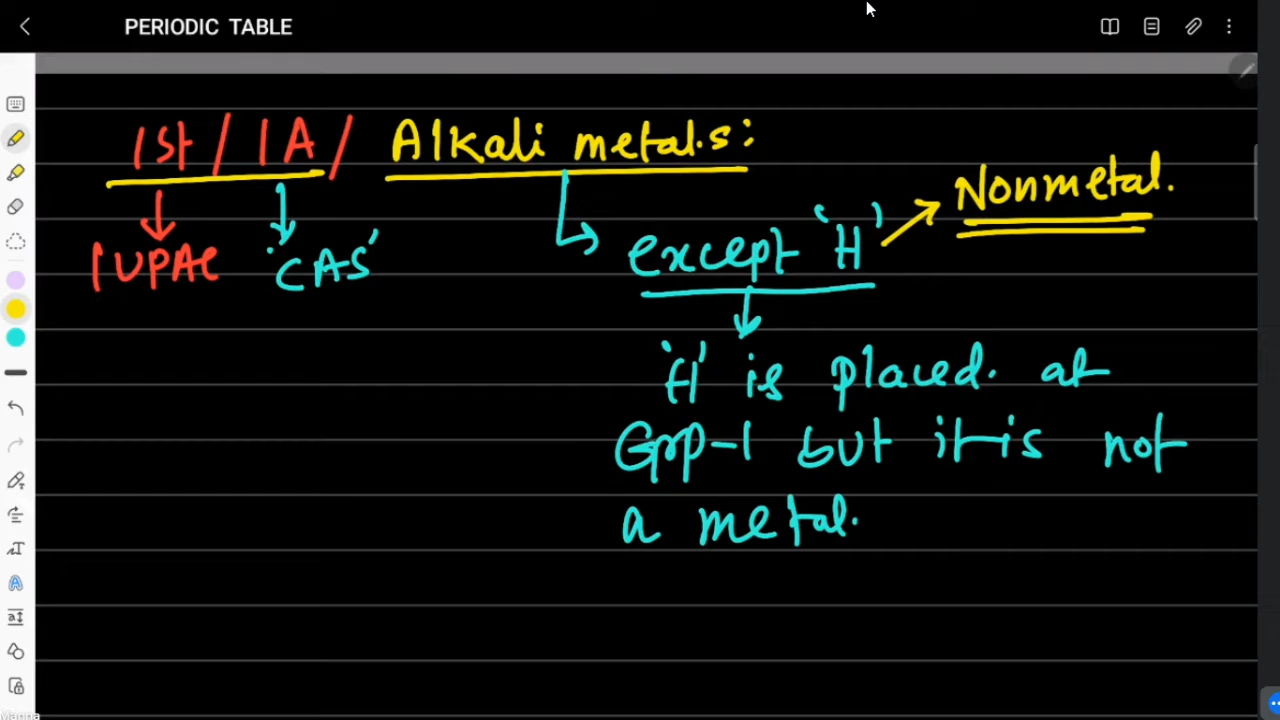 PERIODIC TABLE
1st / 1A / Alkali metals:
Nonmetal.
IUPAC 'CAS'
except 'H'
'H' is placed. at
Grp-1 but it is not
a metal.